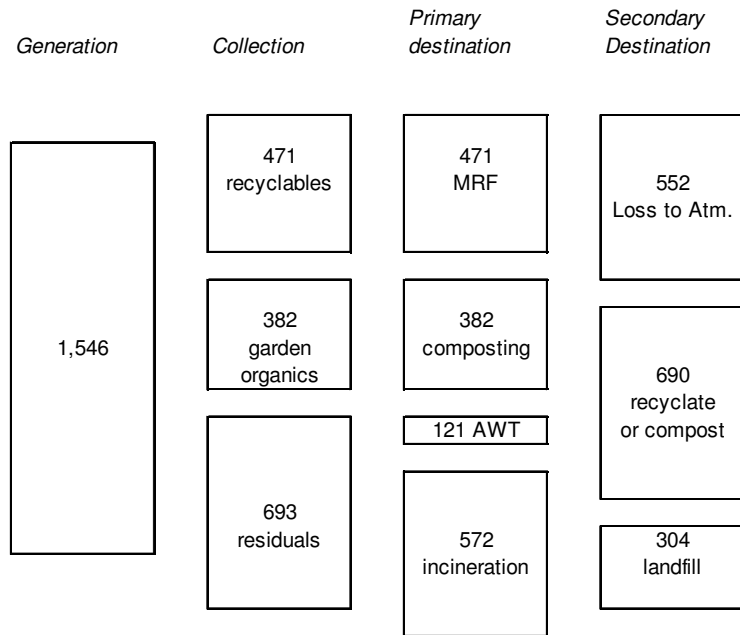 Generation
Collection
Primary
destination
Secondary
Destination
1,546
471
recyclables
382
garden
organics
693
residuals
471
MRF
382
composting
121 AWT
572
incineration
552
Loss to Atm.
690
recyclate
or compost
304
landfill